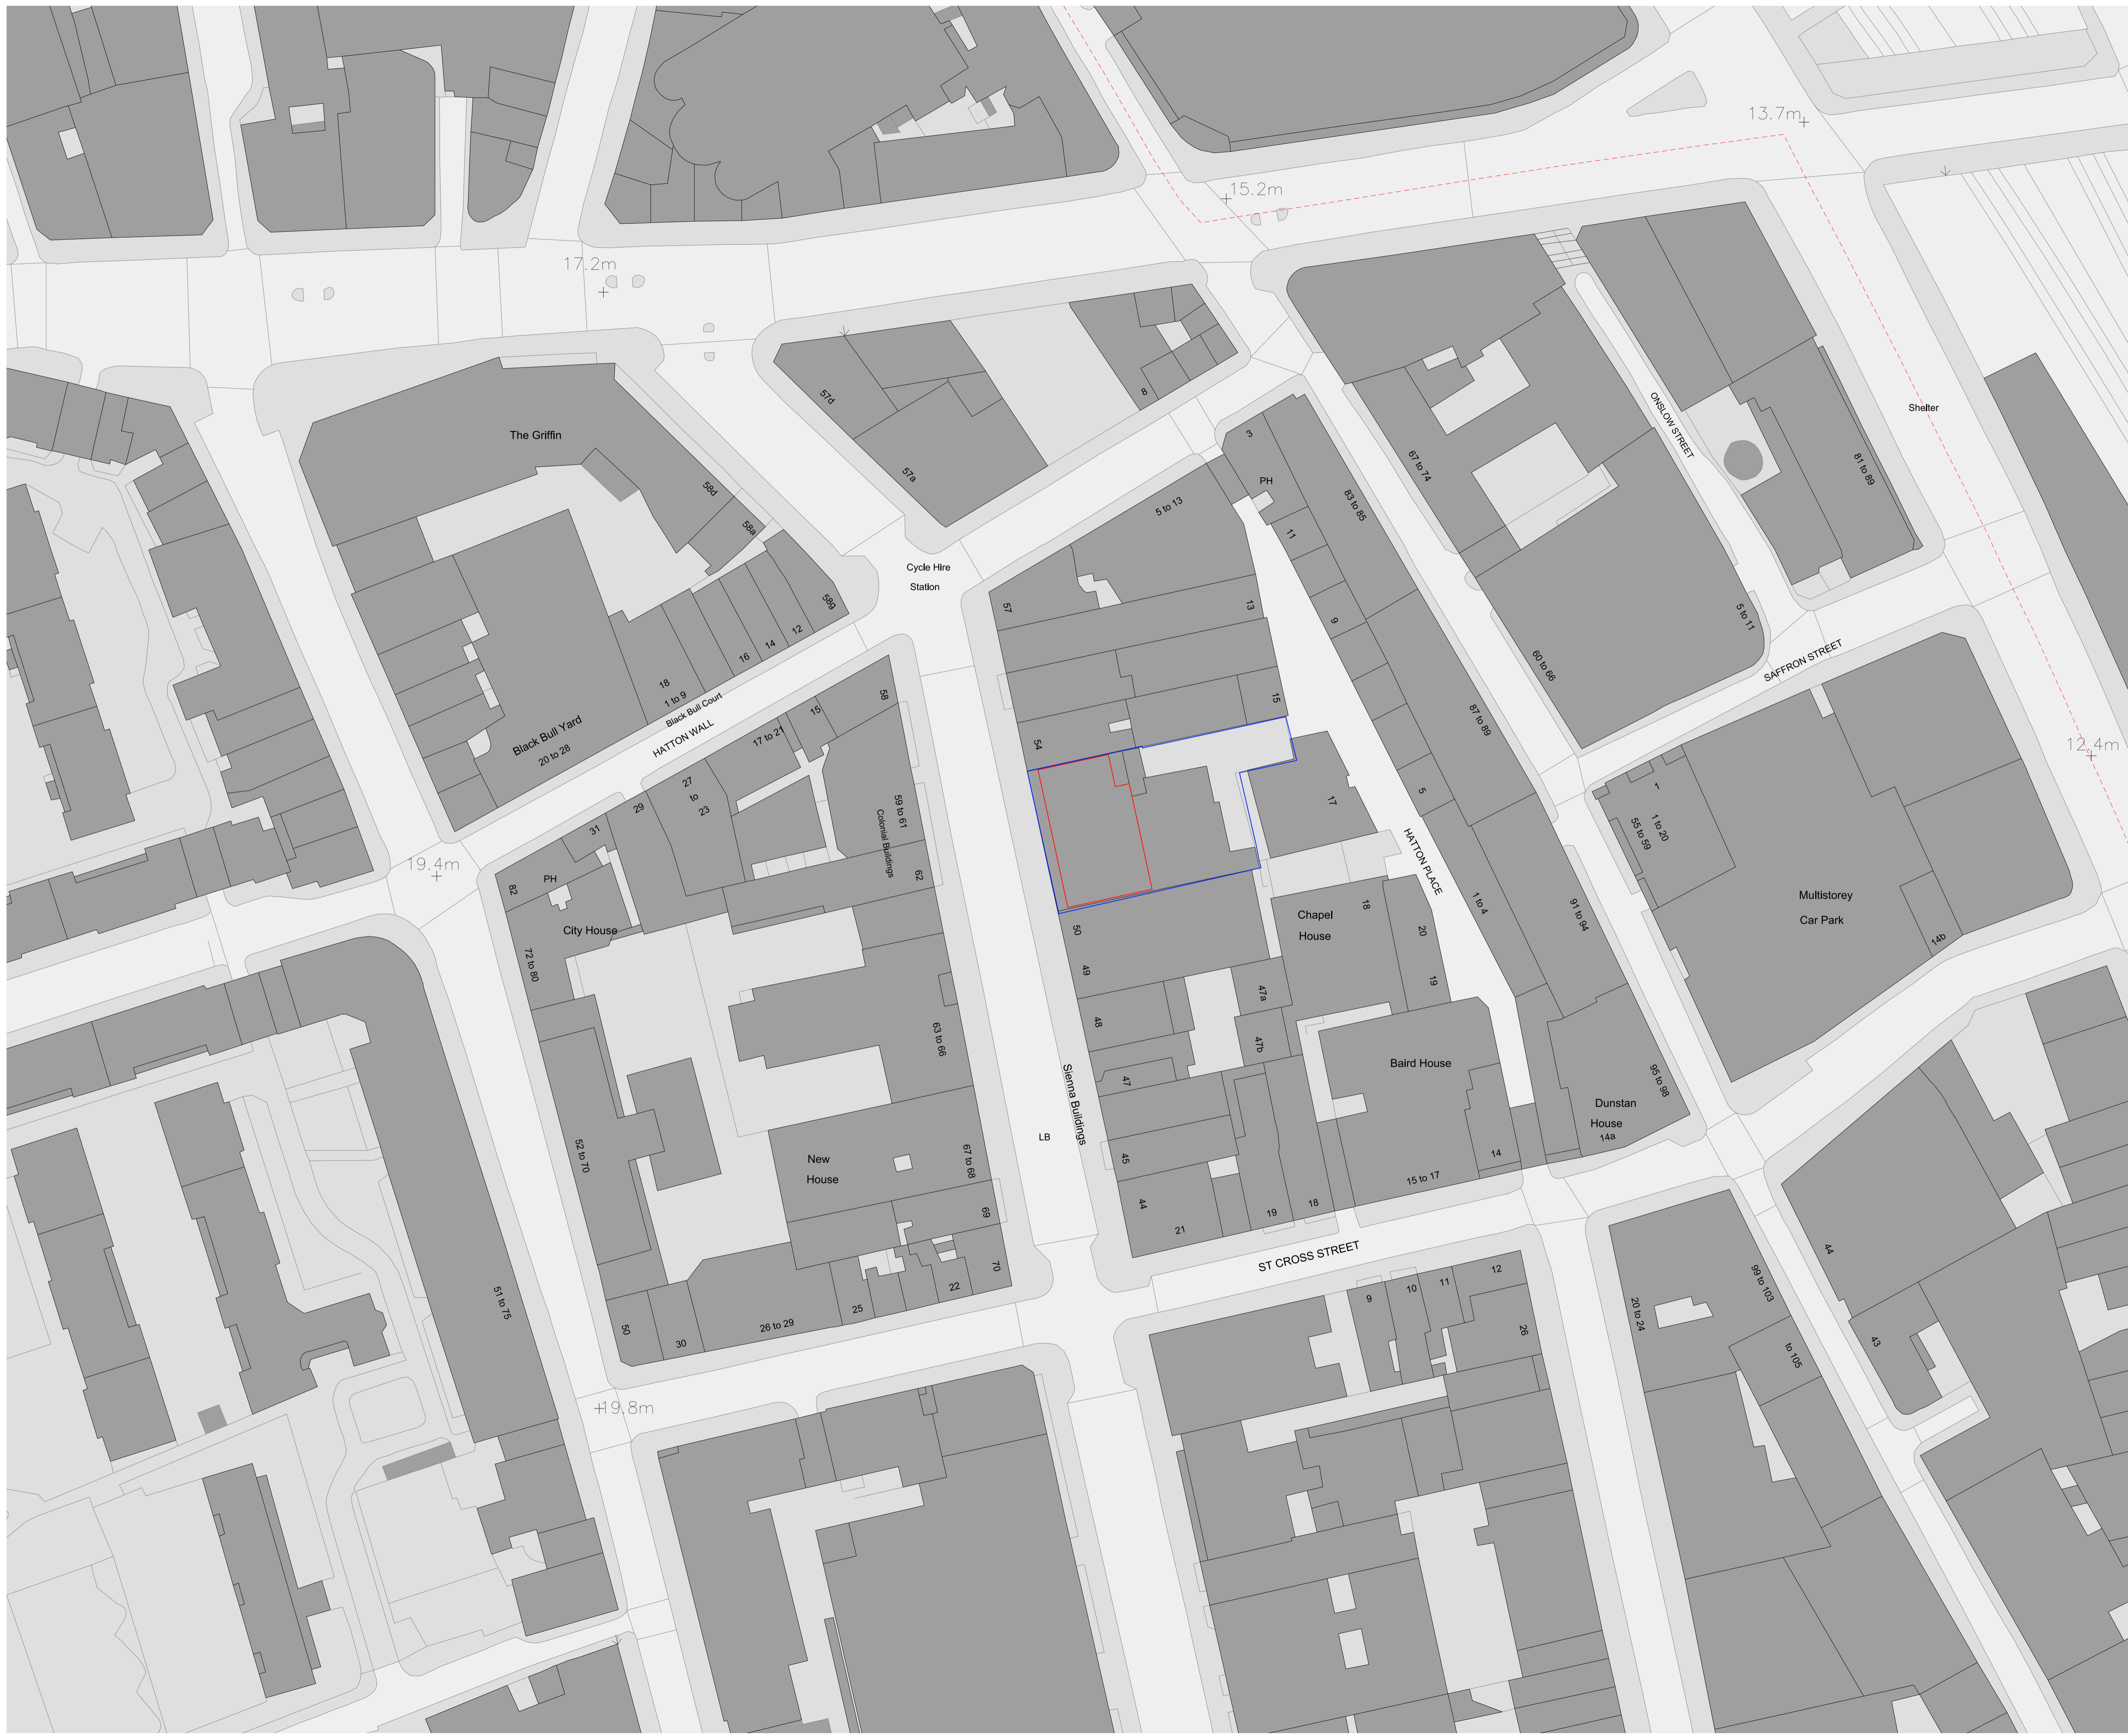 13.7m
15.2m
17.2m
The Griffin
58d
58a
58g
57d
57a
8
3
PH
5 to 13
11
83 to 85
67 to 74
ONSLOW STREET
Shelter
81 to 89
Cycle Hire
Station
57
13
9
5 to 11
60 to 66
SAFFRON STREET
12
14
16
18
1 to 9
Black Bull Court
HATTON WALL
Black Bull Yard
20 to 28
58
15
17 to 21
27
to
23
29
31
59 to 61
Colonial Buildings
62
54
15
17
5
87 to 89
12.4m
1
1 to 20
55 to 59
HATTON PLACE
19.4m
82
PH
City House
72 to 80
50
49
Chapel
House
18
20
19
1 to 4
91 to 94
Multistorey
Car Park
14b
47a
48
47b
47
63 to 66
Baird House
95 to 98
Dunstan
House
14a
14
Sienna Buildings
LB
52 to 70
New
House
67 to 68
69
70
45
44
21
19
18
15 to 17
ST CROSS STREET
51 to 75
50
30
26 to 29
25
22
9
10
11
12
26
20 to 24
99 to 103
to 105
44
43
19.8m